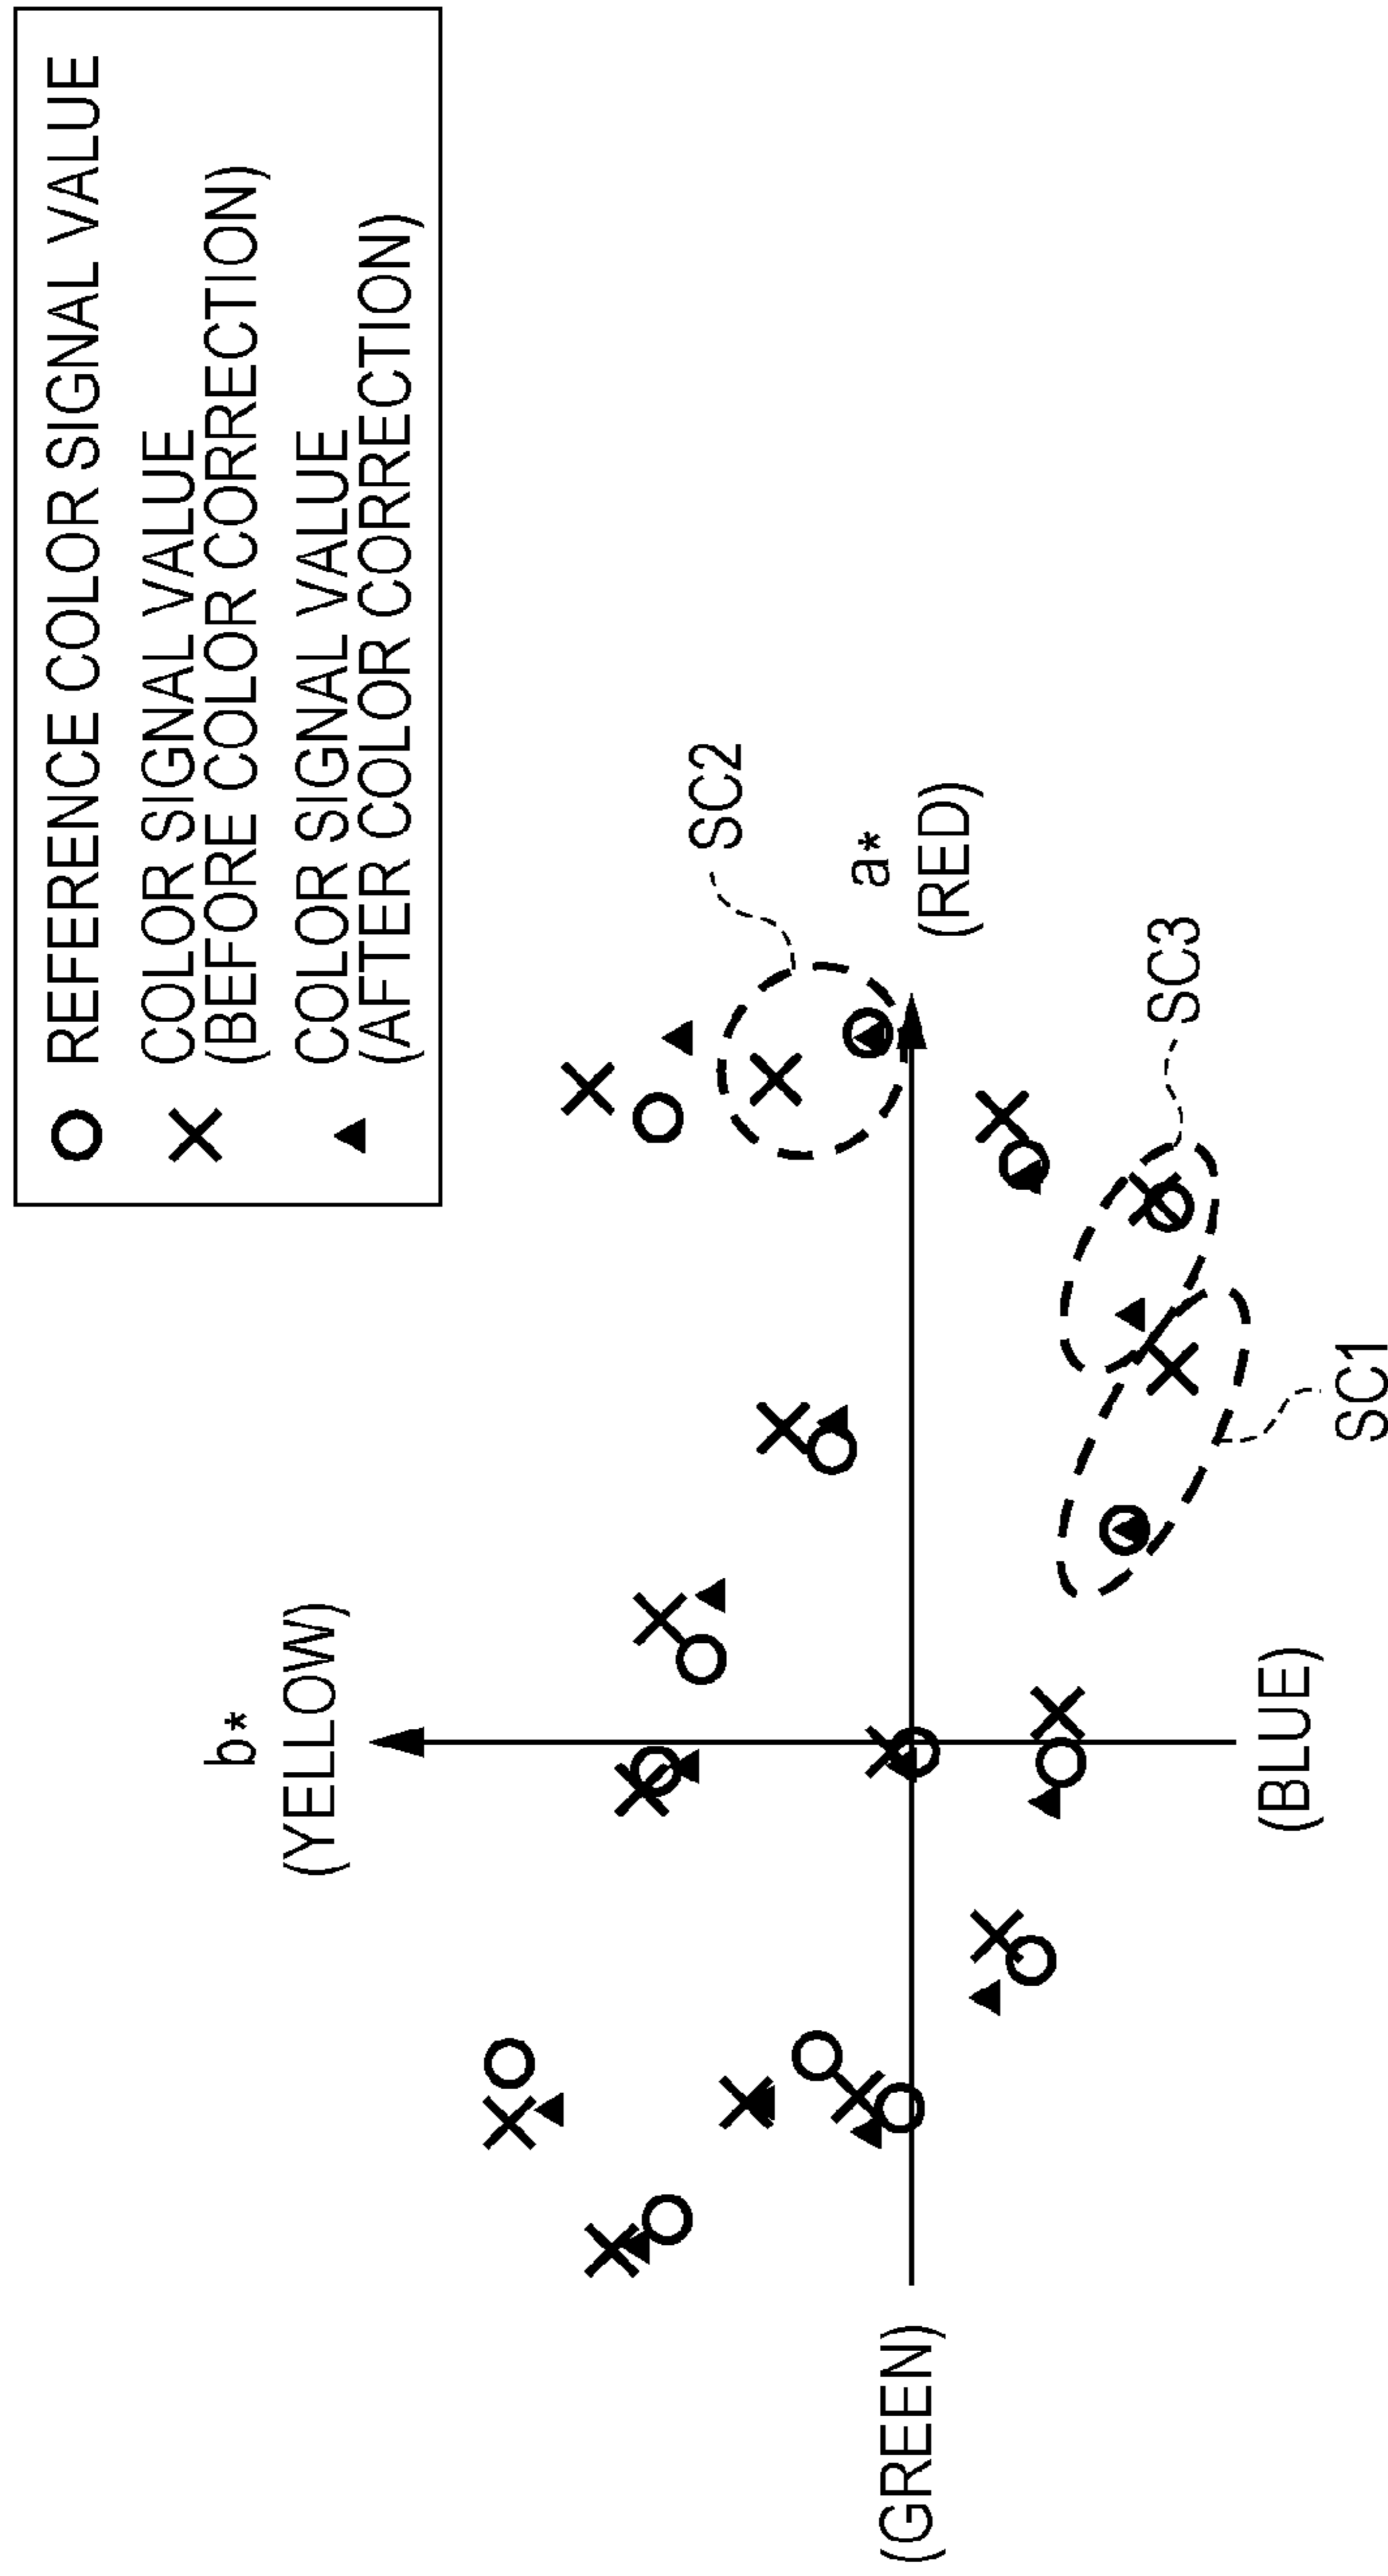 REFERENCE COLOR SIGNAL VALUE
COLOR SIGNAL VALUE
(BEFORE COLOR CORRECTION)
COLOR SIGNAL VALUE
(AFTER COLOR CORRECTION)
b*
(YELLOW)
SC2
a*
(RED)
(GREEN)
SC3
(BLUE)
SC1